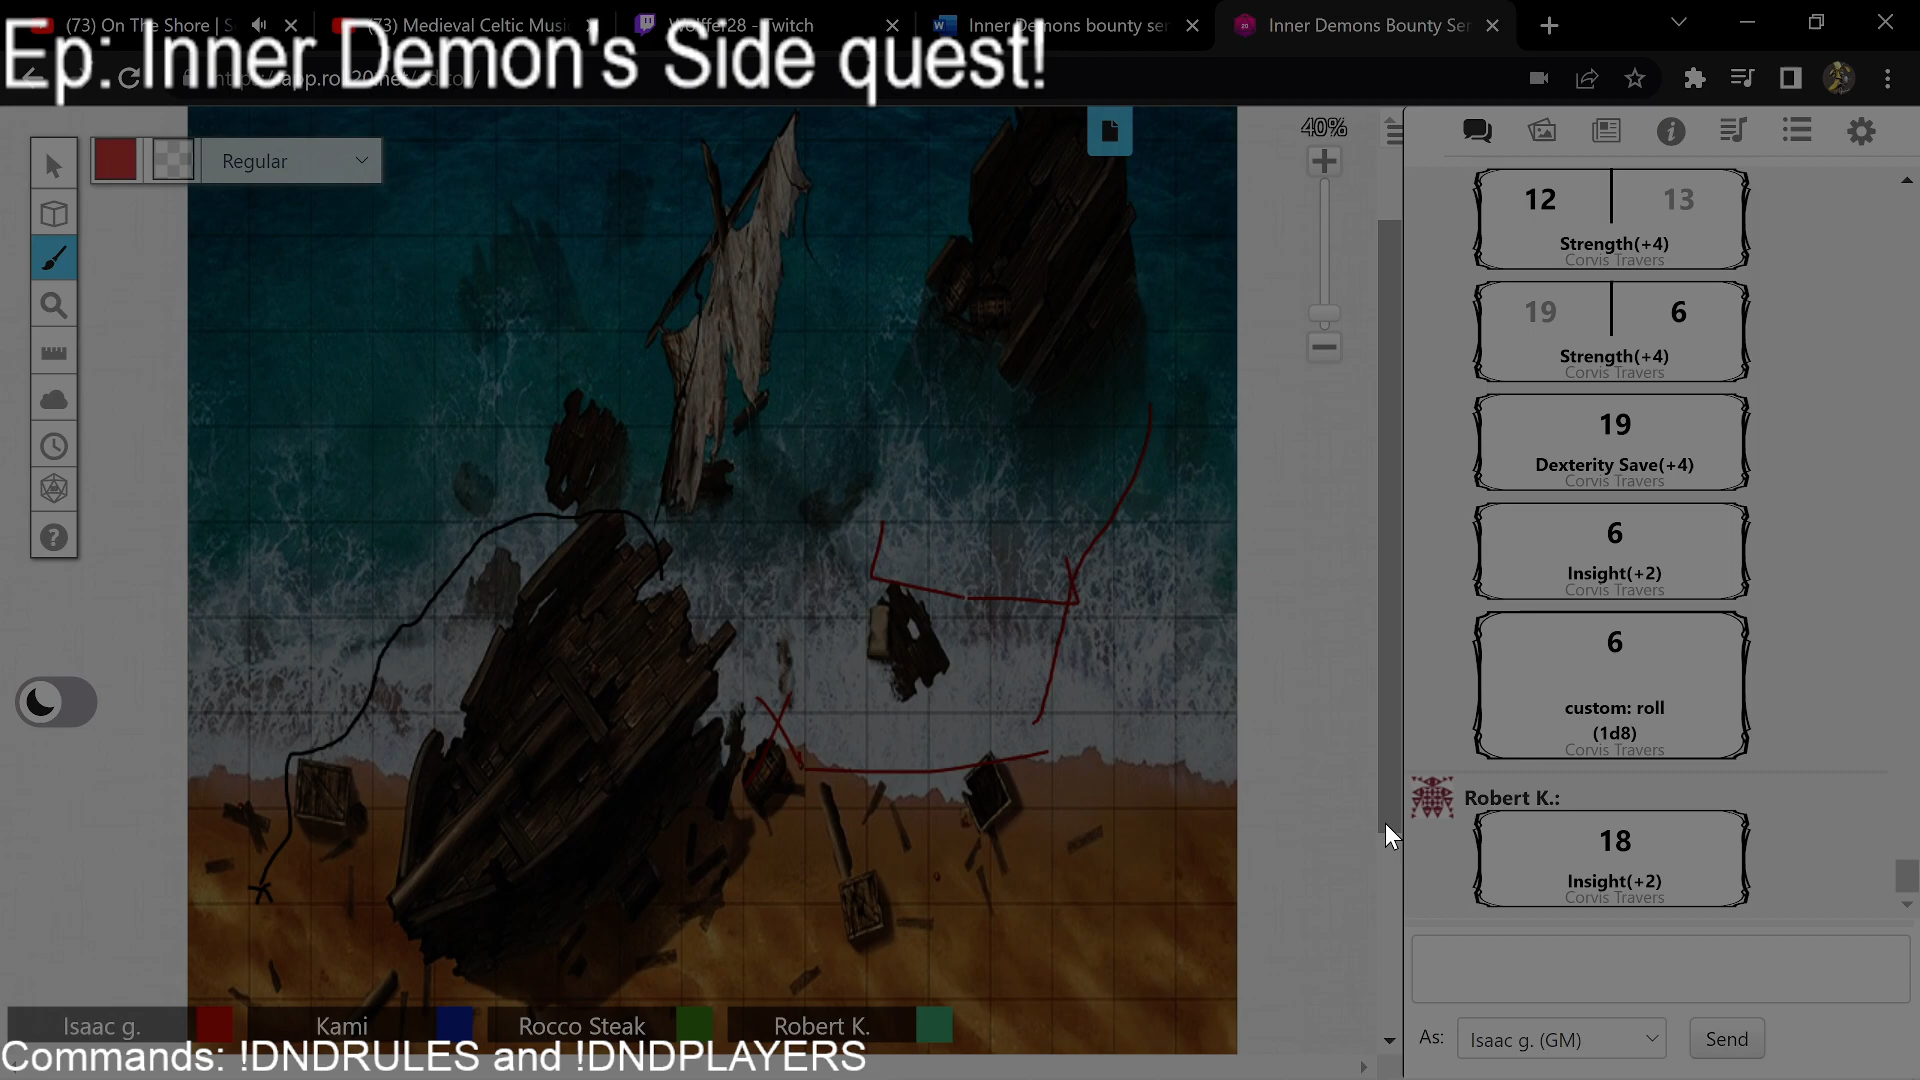 (73) On The Shore | S
(73) Medieval Celtic Music
Wolffer28 - Twitch
Inner Demons bounty ser
Inner Demons Bounty Ser
Ep: Inner Demon's Side quest!
Regular
40%
12 13
Strength(+4)
Corvis Travers
19 6
Strength(+4)
Corvis Travers
19
Dexterity Save(+4)
Corvis Travers
6
Insight(+2)
Corvis Travers
6
custom: roll
(1d8)
Corvis Travers
Robert K.:
18
Insight(+2)
Corvis Travers
Isaac g.
Kami
Rocco Steak
Robert K.
As: Isaac g. (GM) Send
Commands: !DNDRULES and !DNDPLAYERS